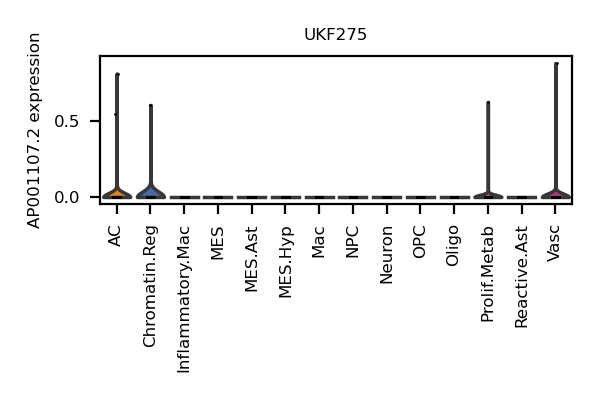 UKF275
AP001107.2 expression
0.5
0.0
AC
Chromatin.Reg
Inflammatory.Mac
MES
MES.Ast
MES.Hyp
Mac
NPC
Neuron
OPC
Oligo
Prolif.Metab
Reactive.Ast
Vasc